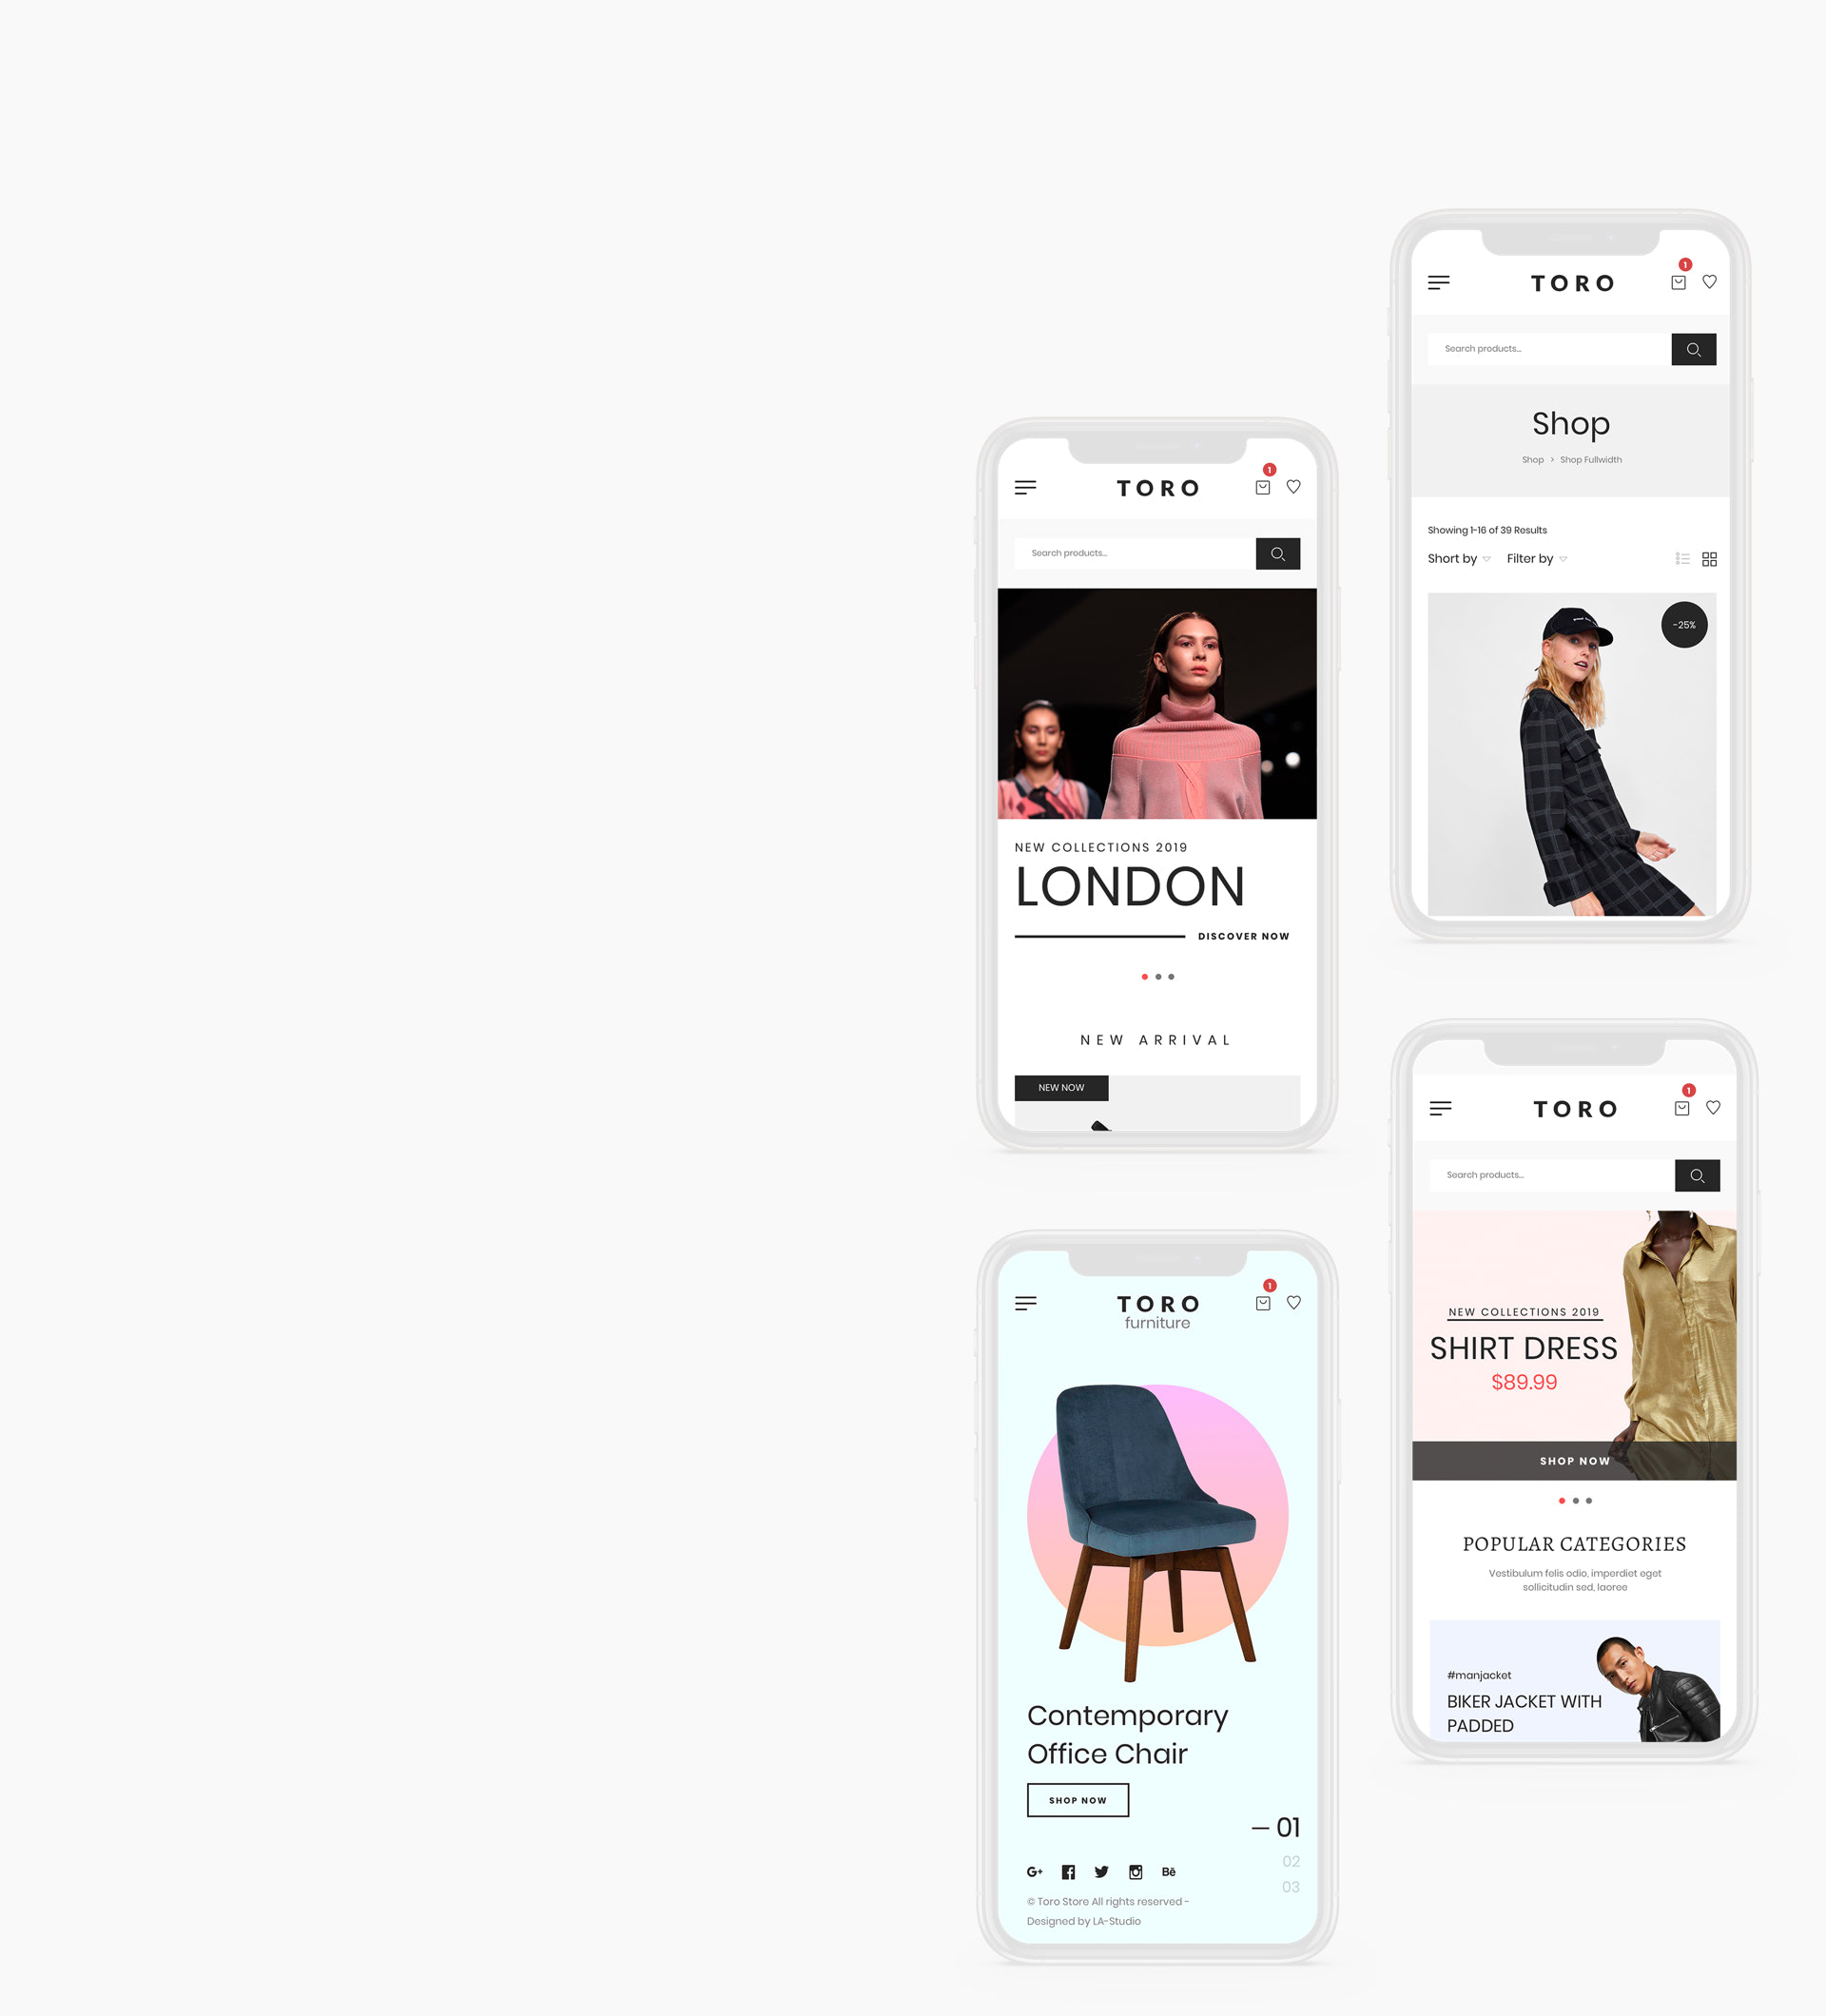 TORO
1
Search products...
Shop
Shop > Shop Fullwidth
Showing 1-16 of 39 Results
Short by
Filter by
-25%
TORO
1
Search products...
NEW COLLECTIONS 2019
LONDON
DISCOVER NOW
NEW ARRIVAL
NEW NOW
TORO
1
Search products...
NEW COLLECTIONS 2019
SHIRT DRESS
$89.99
SHOP NOW
POPULAR CATEGORIES
Vestibulum felis odio, imperdiet eget
sollicitudin sed, laoree
#manjacket
BIKER JACKET WITH
PADDED
TORO
furniture
1
Contemporary
Office Chair
SHOP NOW
— 01
02
03
G+ Bē
© Toro Store All rights reserved -
Designed by LA-Studio